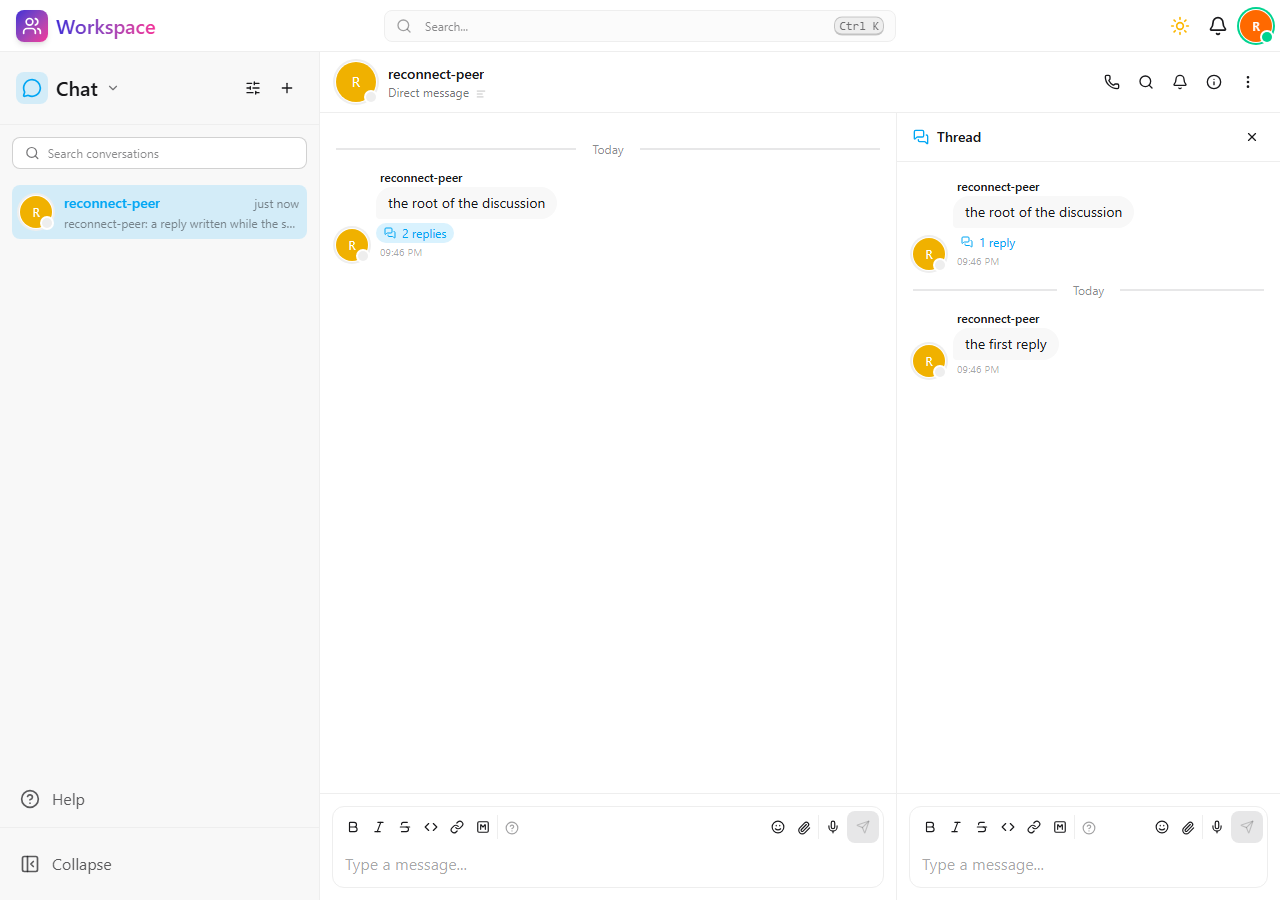 Workspace
Search...
Ctrl K
R
Chat
Search conversations
R
reconnect-peer
just now
reconnect-peer: a reply written while the s...
Help
Collapse
R
reconnect-peer
Direct message
Today
reconnect-peer
the root of the discussion
2 replies
R
09:46 PM
Type a message...
Thread
reconnect-peer
the root of the discussion
1 reply
R
09:46 PM
Today
reconnect-peer
the first reply
R
09:46 PM
Type a message...